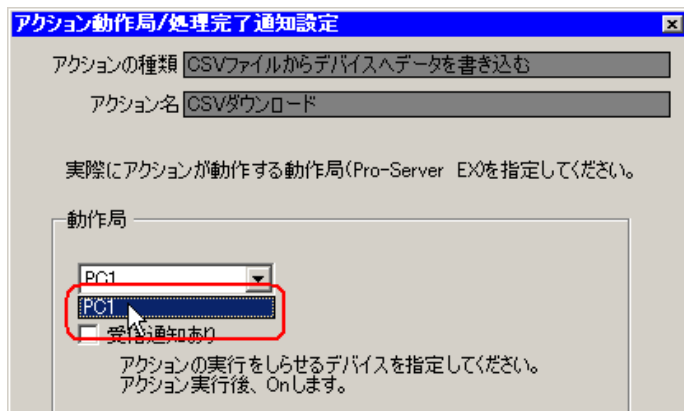 アクション動作局/処理完了通知設定
アクションの種類 CSVファイルからデバイスへデータを書き込む
アクション名 CSVダウンロード
実際にアクションが動作する動作局(Pro-Server EX)を指定してください。
動作局
PC1
PC1
受信通知あり
アクションの実行をしらせるデバイスを指定してください。
アクション実行後、Onします。